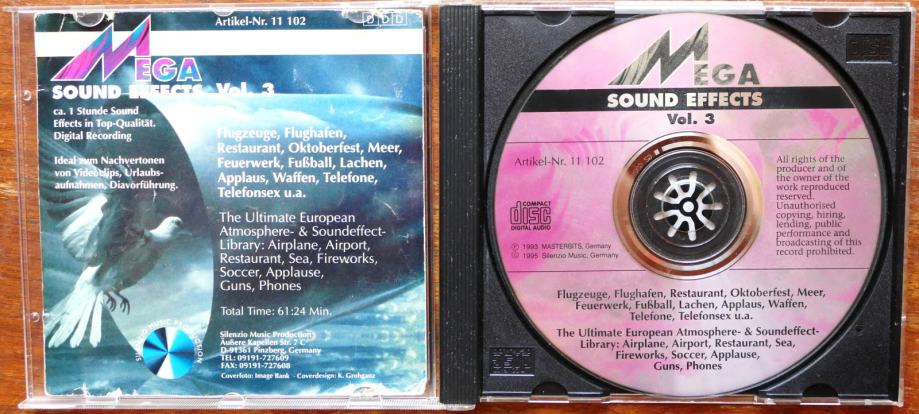 Artikel-Nr. 11 102
DDD
MEGA
SOUND EFFECTS Vol. 3
ca. 1 Stunde Sound
Effects in Top-Qualität.
Digital Recording
Ideal zum Nachvertonen
von Videoclips, Urlaubs-
aufnahmen, Diavorführung.
Flugzeuge, Flughafen,
Restaurant, Oktoberfest, Meer,
Feuerwerk, Fußball, Lachen,
Applaus, Waffen, Telefone,
Telefonsex u.a.
The Ultimate European
Atmosphere- & Soundeffect-
Library: Airplane, Airport,
Restaurant, Sea, Fireworks,
Soccer, Applause,
Guns, Phones
Total Time: 61:24 Min.
Silenzio Music Production
Äußere Kapellen Str. 7 C
D-91361 Pinzberg, Germany
TEL: 09191-727609
FAX: 09191-727608
Coverfoto: Image Bank - Coverdesign: K. Grohganz
MEGA
SOUND EFFECTS
Vol. 3
Artikel-Nr. 11 102
COMPACT
disc
DIGITAL AUDIO
Ⓟ 1993 MASTERBITS, Germany
© 1995 Silenzio Music, Germany
All rights of the
producer and of
the owner of the
work reproduced
reserved.
Unauthorised
copying, hiring,
lending, public
performance and
broadcasting of this
record prohibited.
Flugzeuge, Flughafen, Restaurant, Oktoberfest, Meer,
Feuerwerk, Fußball, Lachen, Applaus, Waffen,
Telefone, Telefonsex u.a.
The Ultimate European Atmosphere- & Soundeffect-
Library: Airplane, Airport, Restaurant, Sea,
Fireworks, Soccer, Applause,
Guns, Phones